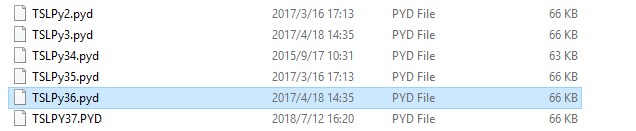 TSLPy2.pyd 2017/3/16 17:13 PYD File 66 KB
TSLPy3.pyd 2017/4/18 14:35 PYD File 66 KB
TSLPy34.pyd 2015/9/17 10:31 PYD File 63 KB
TSLPy35.pyd 2017/3/16 17:13 PYD File 66 KB
TSLPy36.pyd 2017/4/18 14:35 PYD File 66 KB
TSLPY37.PYD 2018/7/12 16:20 PYD File 66 KB